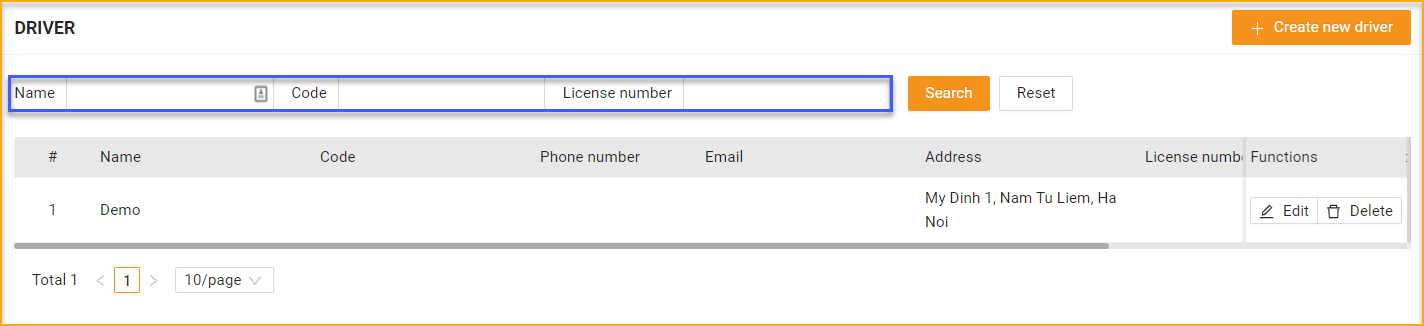 DRIVER
+ Create new driver
Name Code License number Search Reset
# Name Code Phone number Email Address License numb Functions
1 Demo My Dinh 1, Nam Tu Liem, Ha Noi Edit Delete
Total 1 < 1 > 10/page